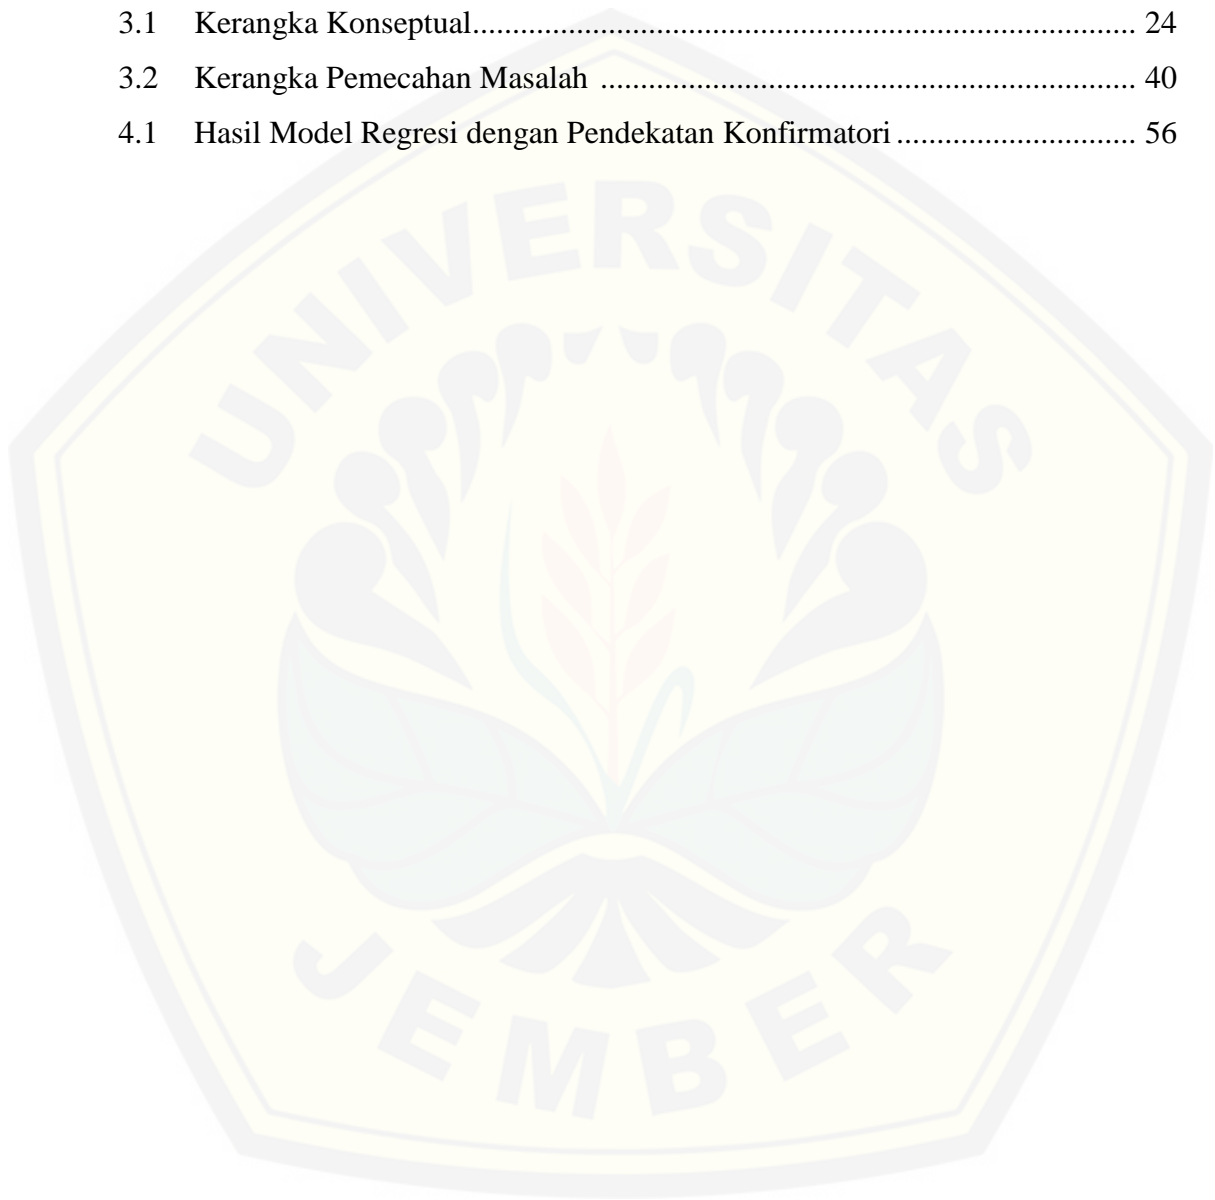 3.1 Kerangka Konseptual.................................................................................. 24
3.2 Kerangka Pemecahan Masalah .................................................................. 40
4.1 Hasil Model Regresi dengan Pendekatan Konfirmatori .............................. 56
UNIVERSITAS
JEMBER